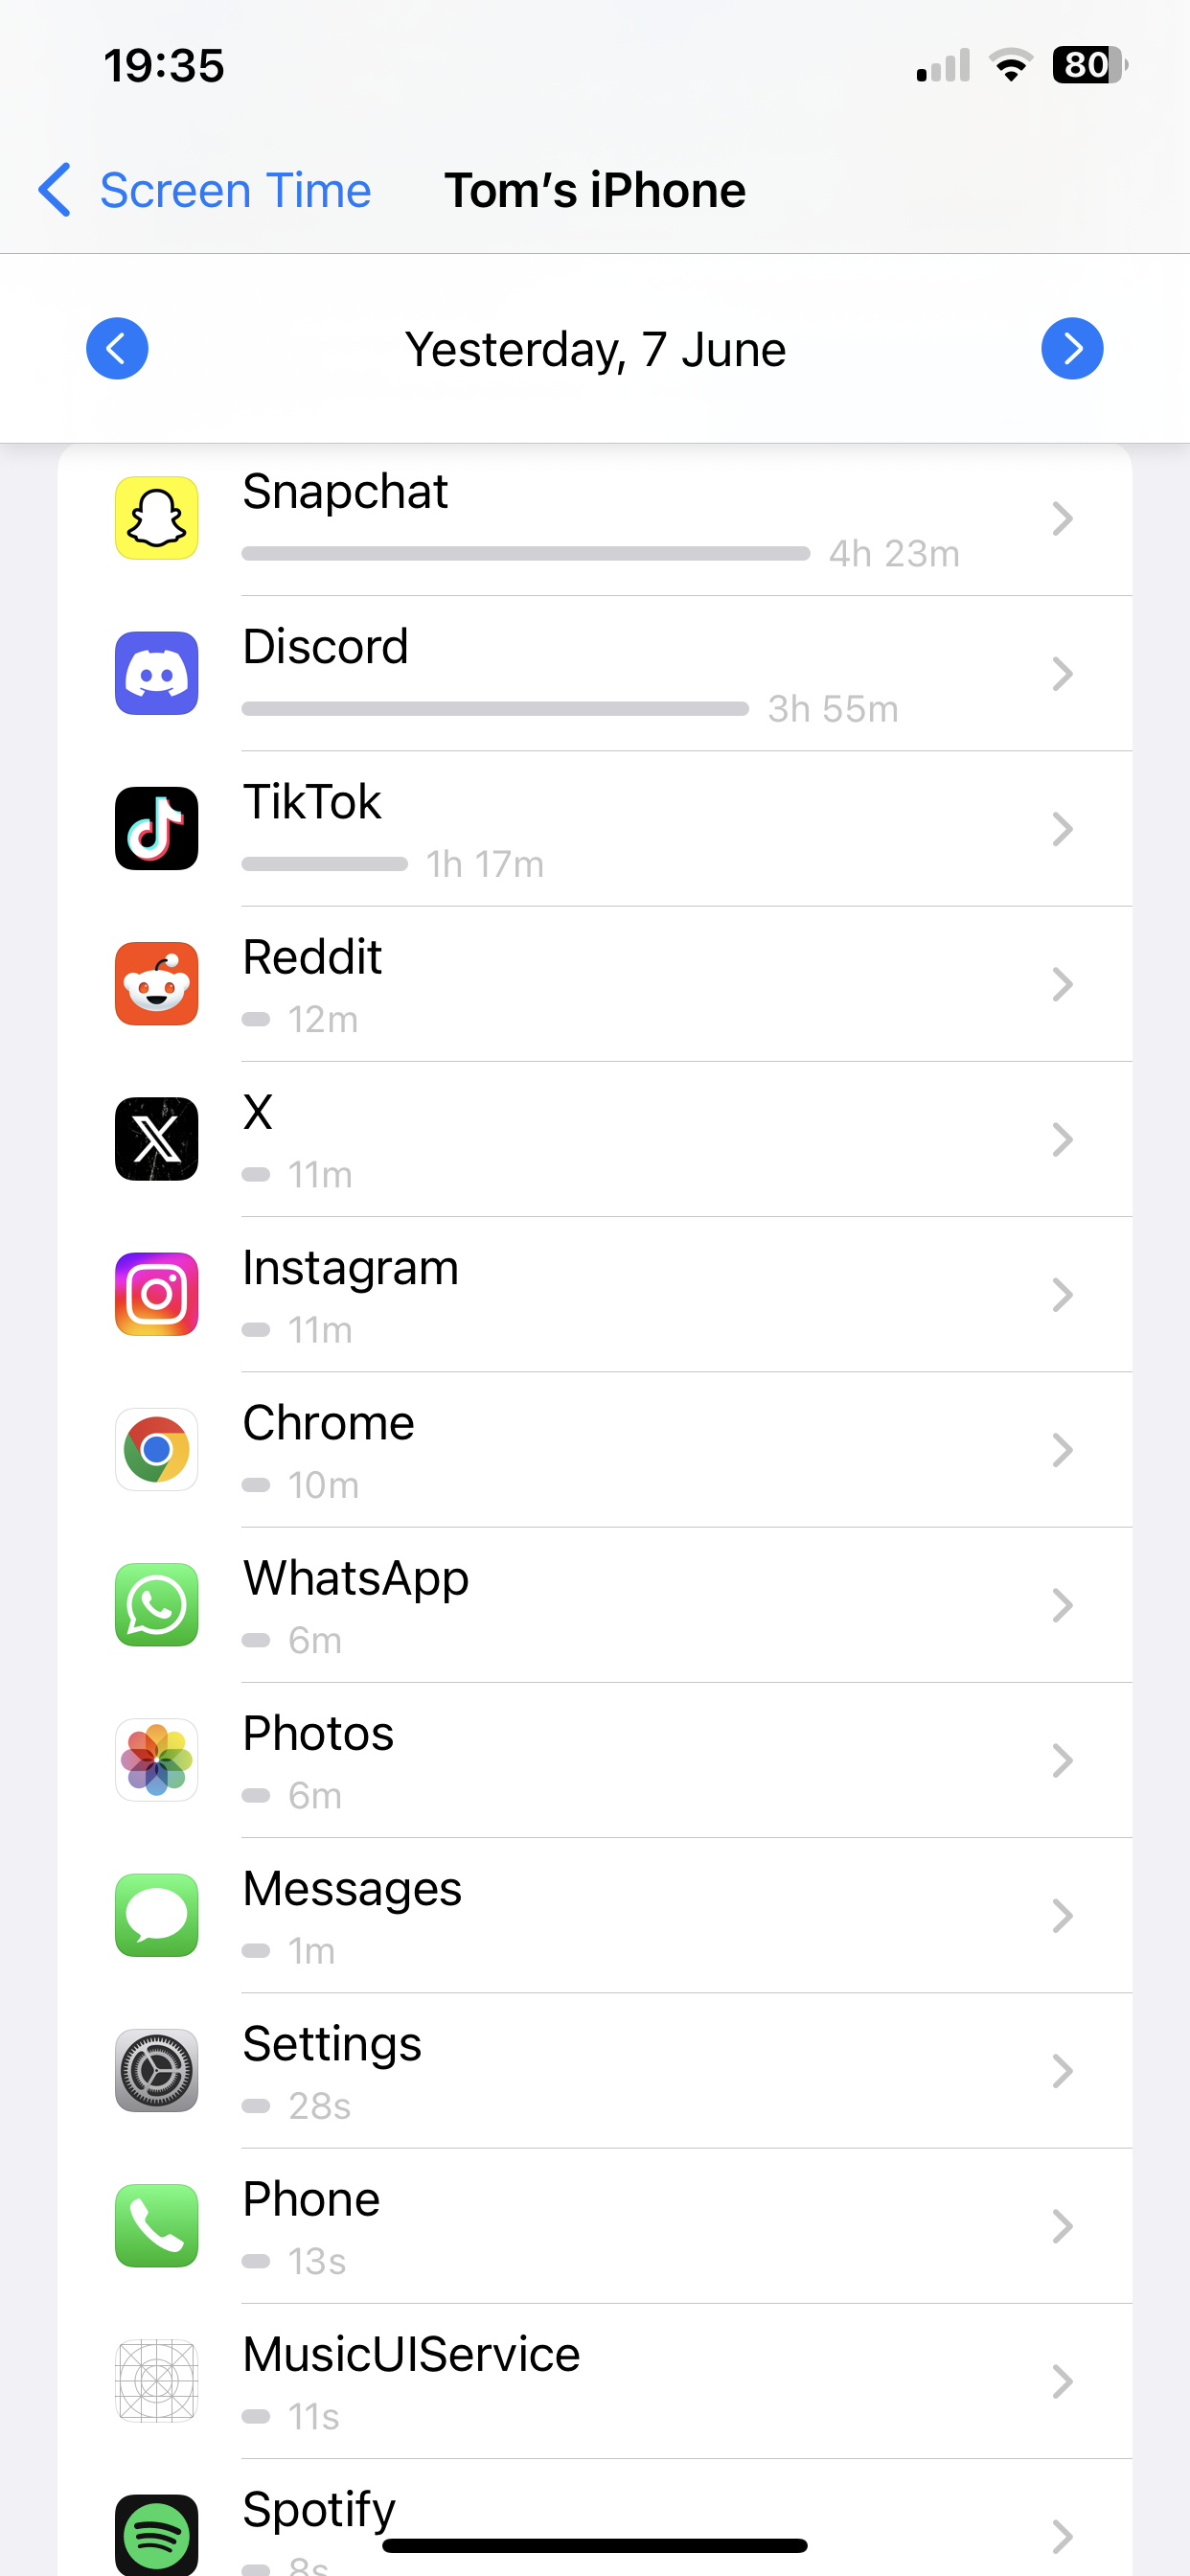 19:35
80
Screen Time
Tom's iPhone
Yesterday, 7 June
Snapchat
4h 23m
Discord
3h 55m
TikTok
1h 17m
Reddit
12m
X
11m
Instagram
11m
Chrome
10m
WhatsApp
6m
Photos
6m
Messages
1m
Settings
28s
Phone
13s
MusicUIService
11s
Spotify
8s